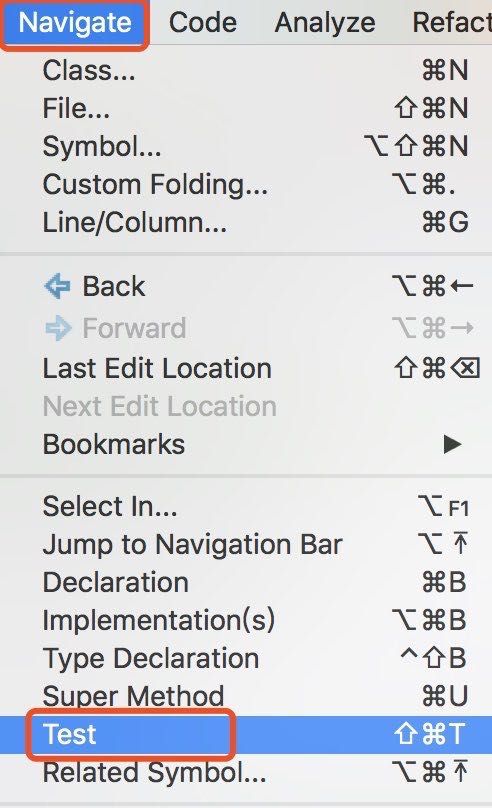 Navigate Code Analyze Refact
Class... ⌘N
File... ⇧⌘N
Symbol... ⌥⇧⌘N
Custom Folding... ⌥⌘.
Line/Column... ⌘G
Back ⌥⌘←
Forward ⌥⌘→
Last Edit Location ⇧⌘⌫
Next Edit Location
Bookmarks ▶
Select In... ⌥F1
Jump to Navigation Bar ⌥⤒
Declaration ⌘B
Implementation(s) ⌥⌘B
Type Declaration ^⇧B
Super Method ⌘U
Test ⇧⌘T
Related Symbol... ⌥⌘⤒